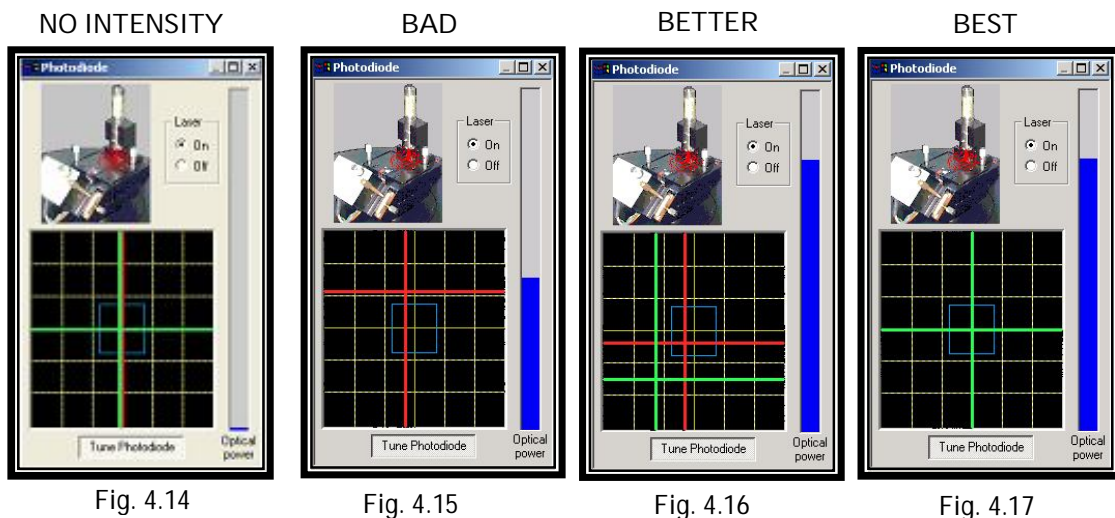 NO INTENSITY
BAD
BETTER
BEST
Photodiode
Laser
On
Off
Tune Photodiode
Optical
power
Photodiode
Laser
On
Off
Tune Photodiode
Optical
power
Photodiode
Laser
On
Off
Tune Photodiode
Optical
power
Photodiode
Laser
On
Off
Tune Photodiode
Optical
power
Fig. 4.14
Fig. 4.15
Fig. 4.16
Fig. 4.17